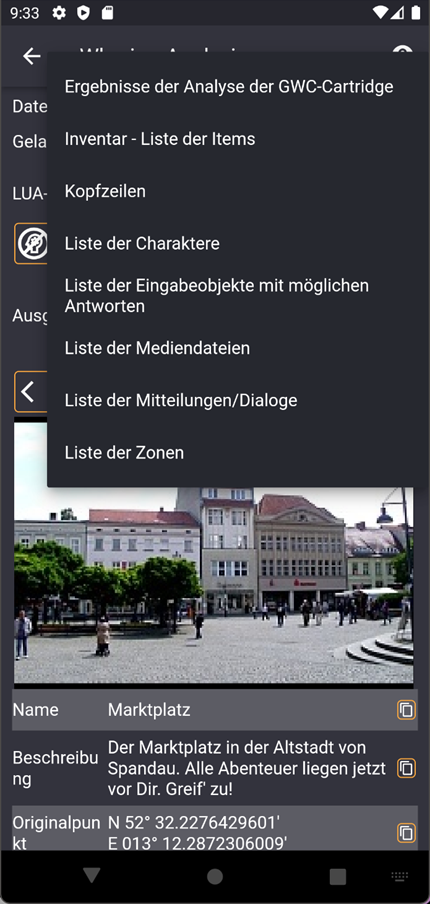 9:33
Ergebnisse der Analyse der GWC-Cartridge
Date
Inventar - Liste der Items
Gela
Kopfzeilen
LUA-
Liste der Charaktere
Liste der Eingabeobjekte mit möglichen
Antworten
Ausg
Liste der Mediendateien
Liste der Mitteilungen/Dialoge
Liste der Zonen
Name Marktplatz
Beschreibu
ng
Der Marktplatz in der Altstadt von
Spandau. Alle Abenteuer liegen jetzt
vor Dir. Greif' zu!
Originalpun
kt
N 52° 32.2276429601'
E 013° 12.2872306009'